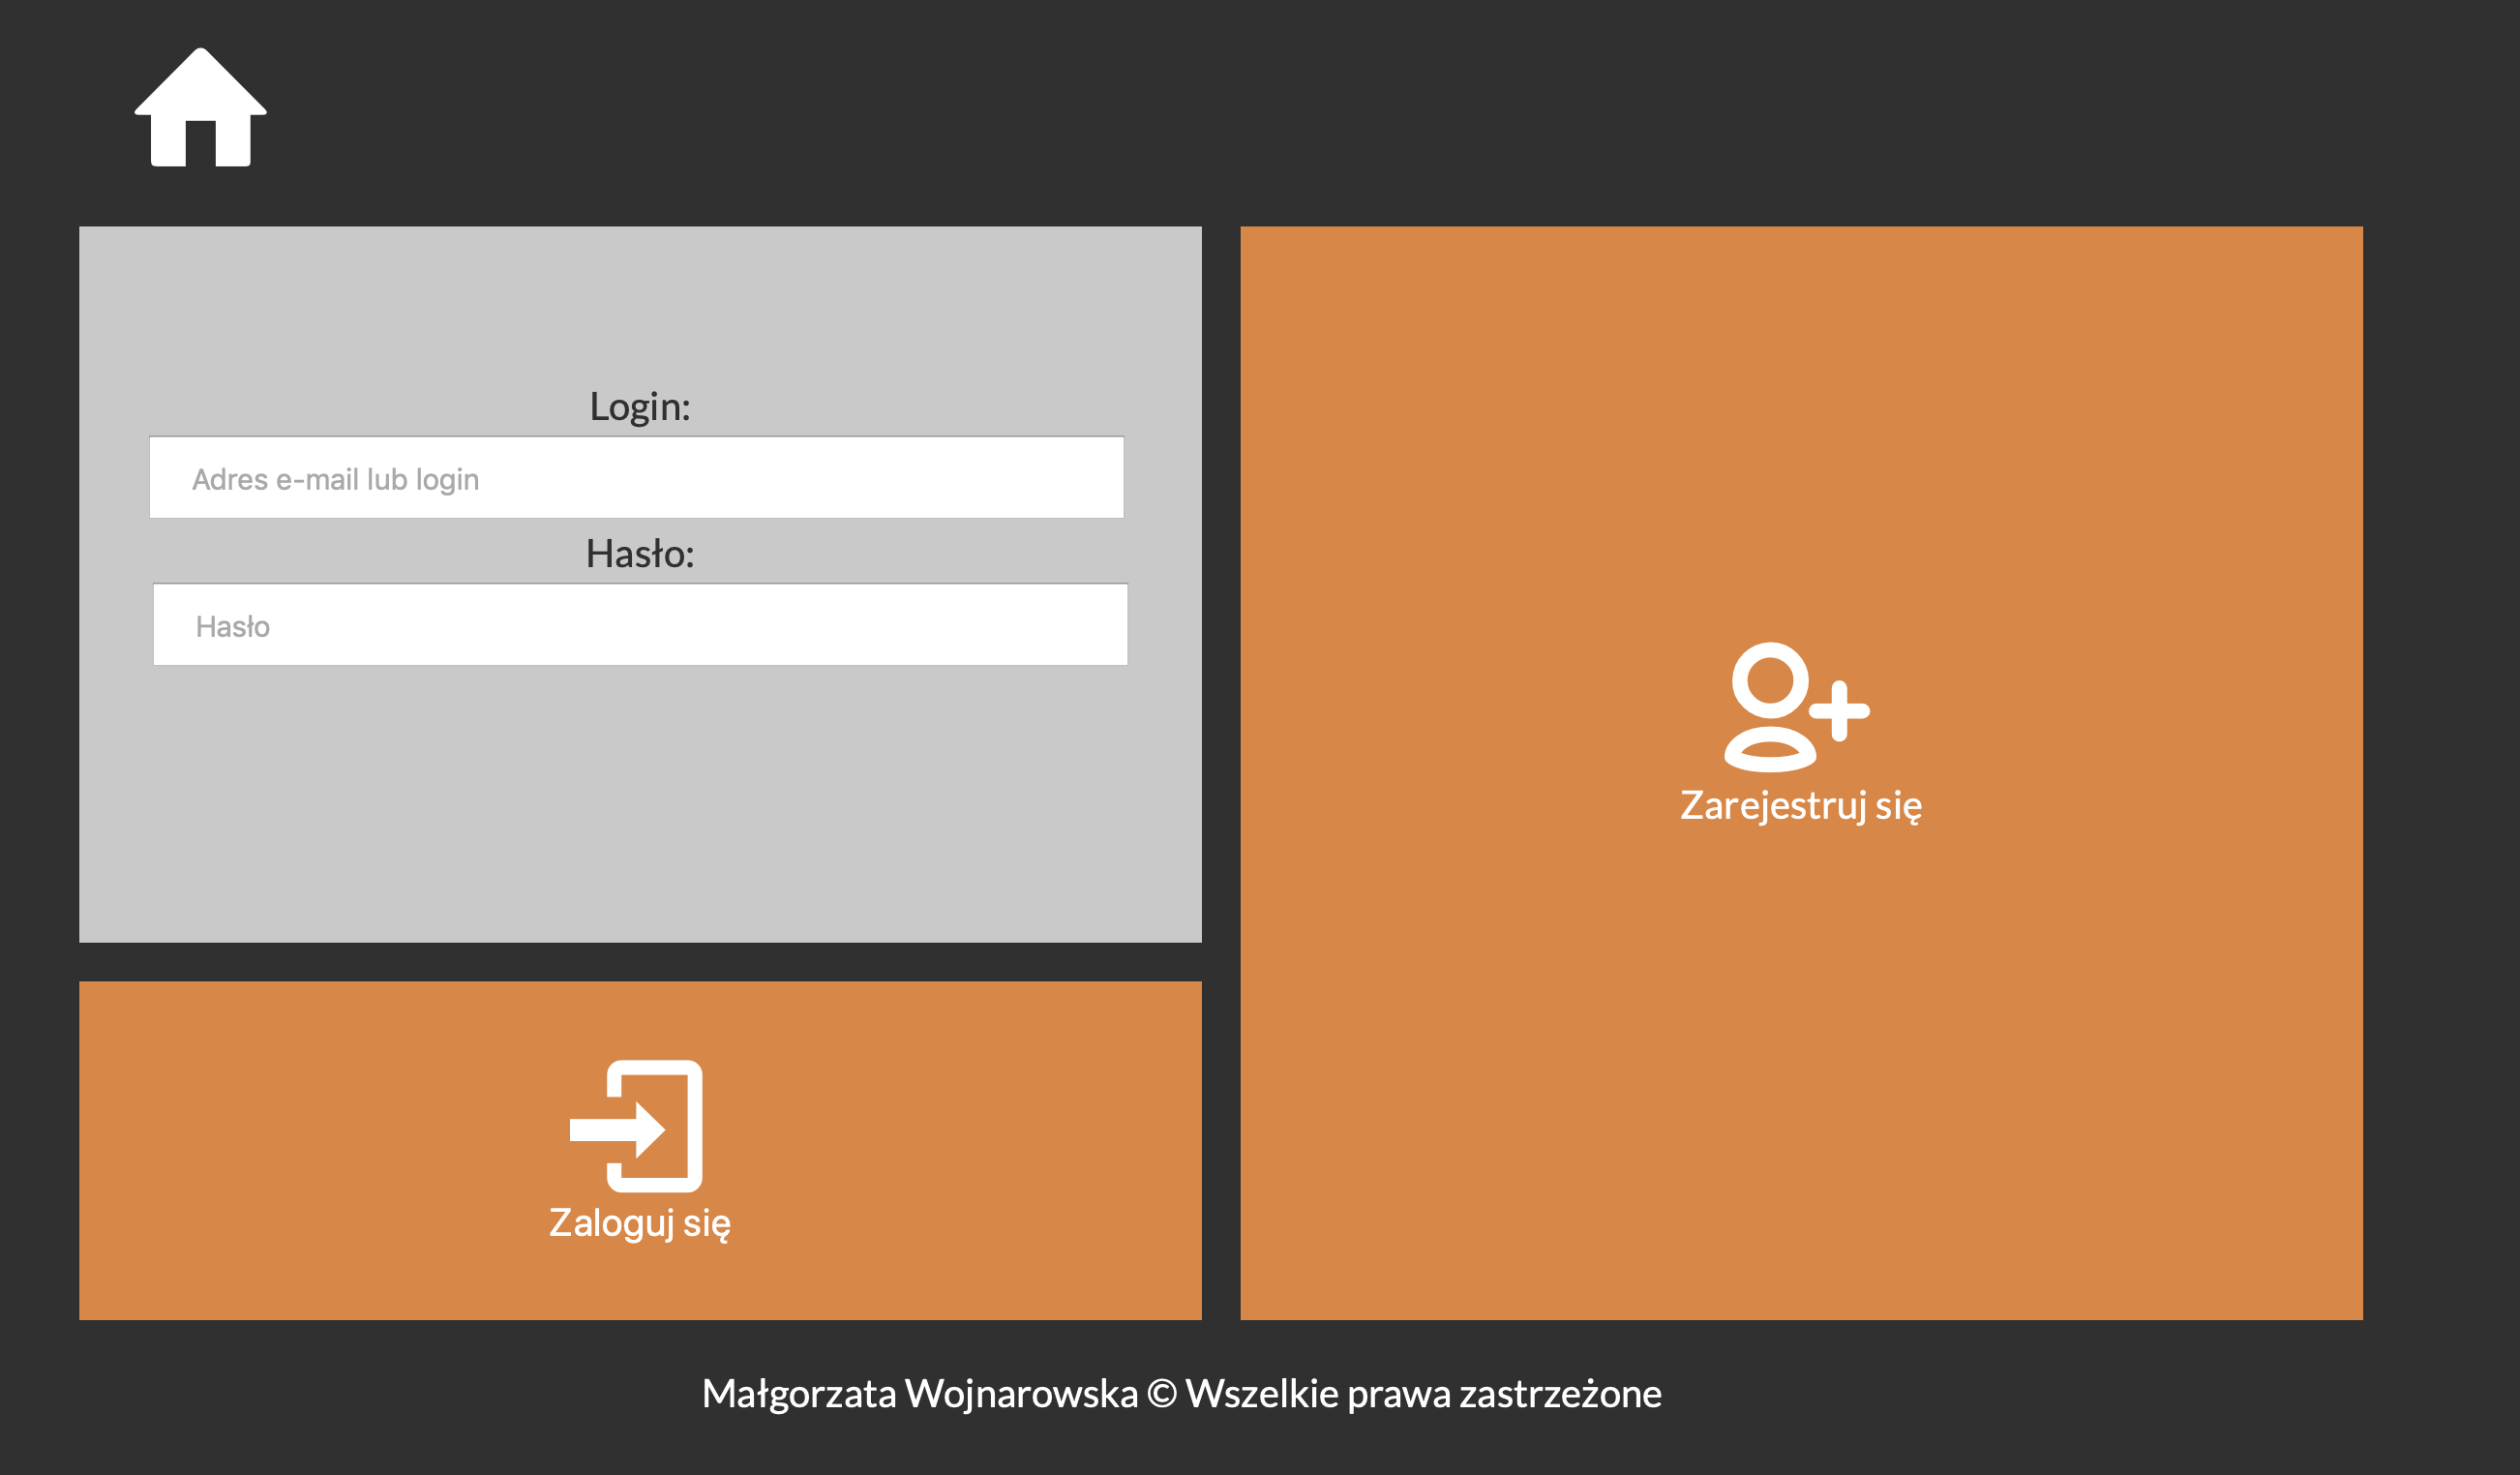 Login:
Adres e-mail lub login
Hasło:
Hasło
Zarejestruj się
Zaloguj się
Małgorzata Wojnarowska © Wszelkie prawa zastrzeżone